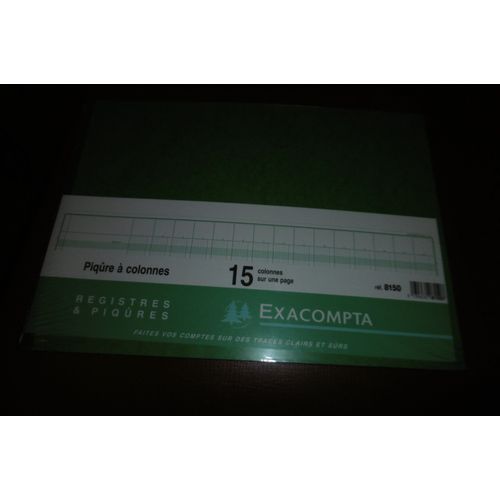 Piqûre à colonnes
15 colonnes
sur une page
réf. 8150
REGISTRES
& PIQÛRES
EXACOMPTA
FAITES VOS COMPTES SUR DES TRACES CLAIRS ET SÛRS